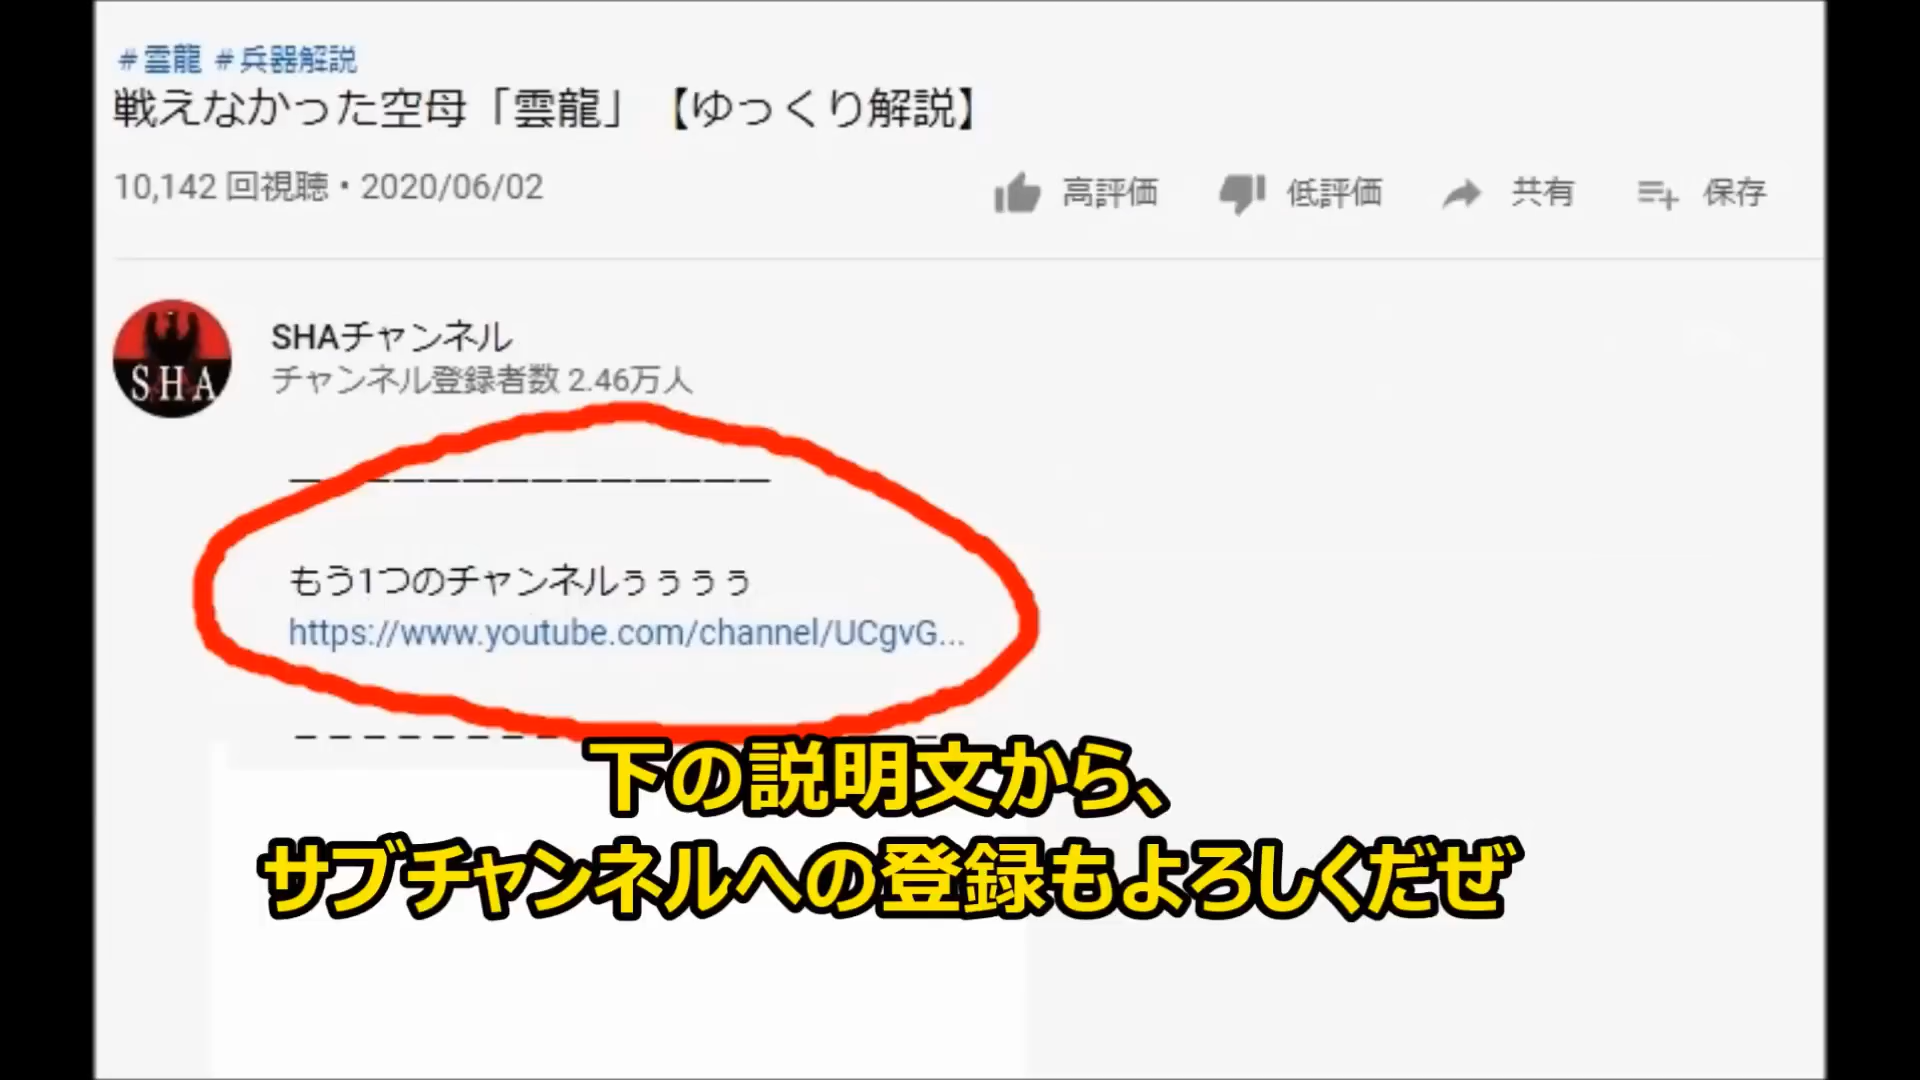 #雲龍 #兵器解説
戦えなかった空母「雲龍」【ゆっくり解説】
10,142 回視聴・2020/06/02
高評価 低評価 共有 保存
SHA
SHAチャンネル
チャンネル登録者数 2.46万人
もう1つのチャンネルぅぅぅぅ
https://www.youtube.com/channel/UCgvG...
下の説明文から、
サブチャンネルへの登録もよろしくだぜ